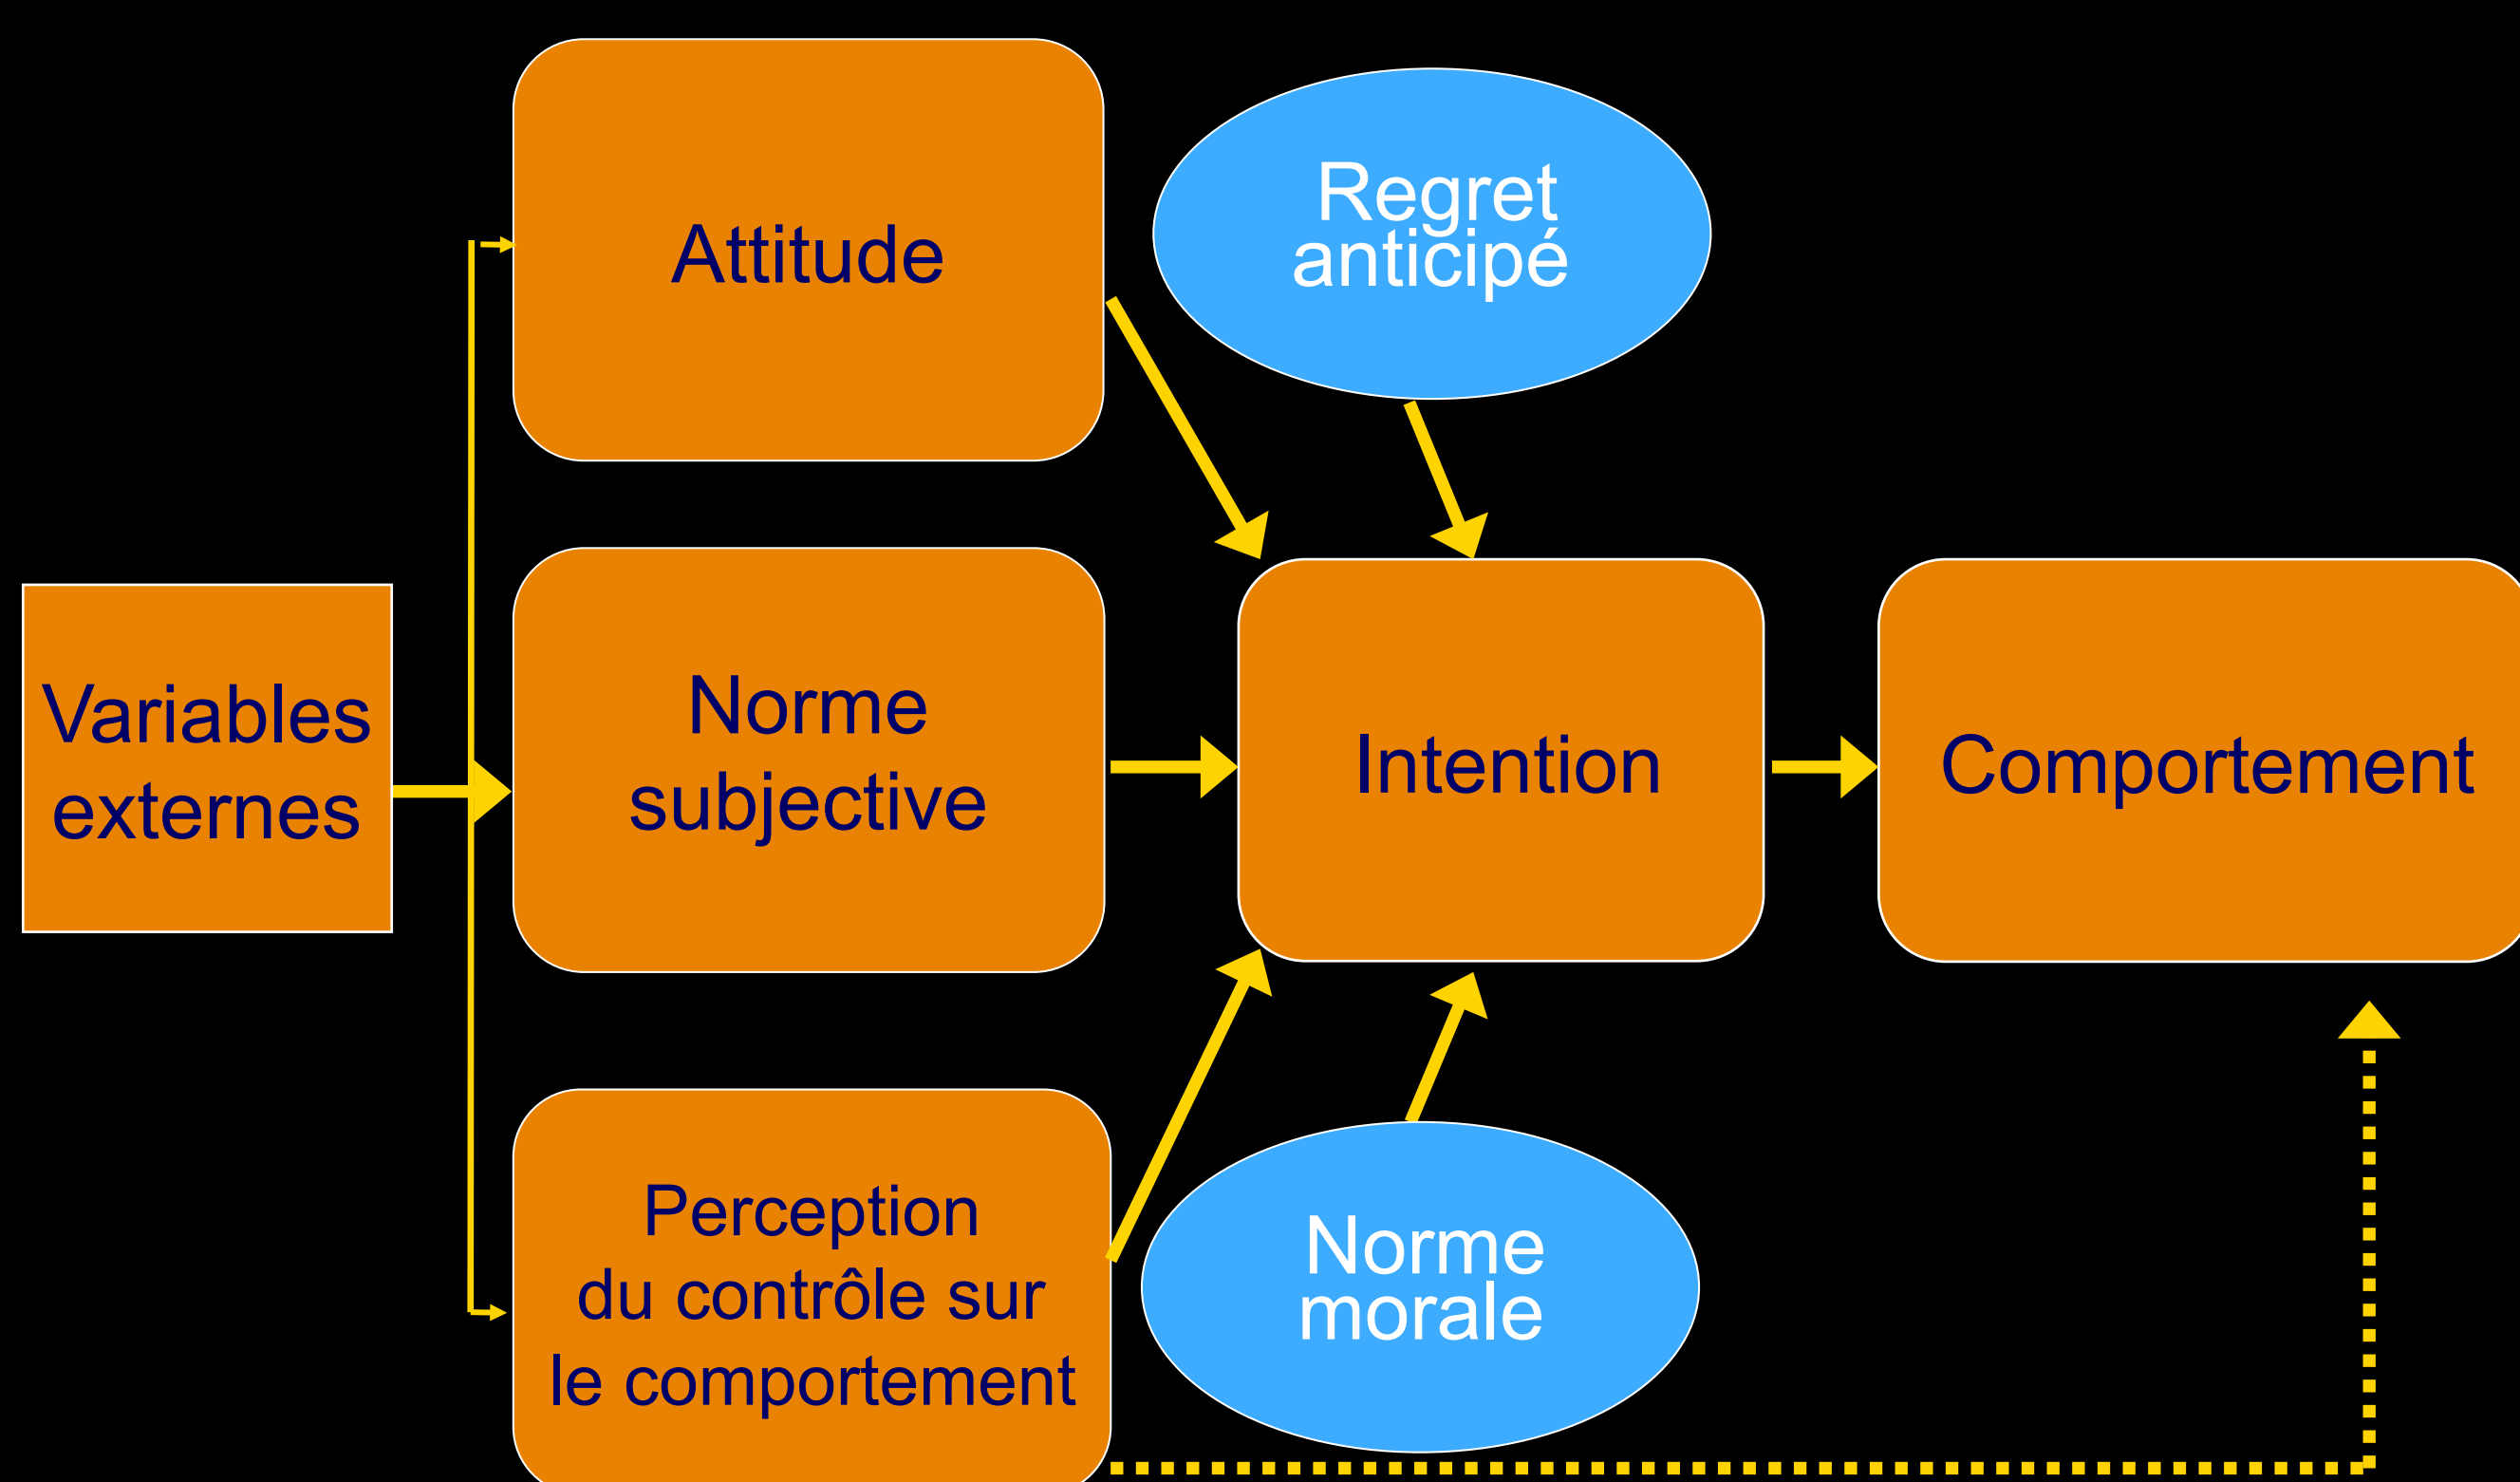 Attitude
Regret
anticipé
Variables
externes
Norme
subjective
Intention
Comportement
Perception
du contrôle sur
le comportement
Norme
morale